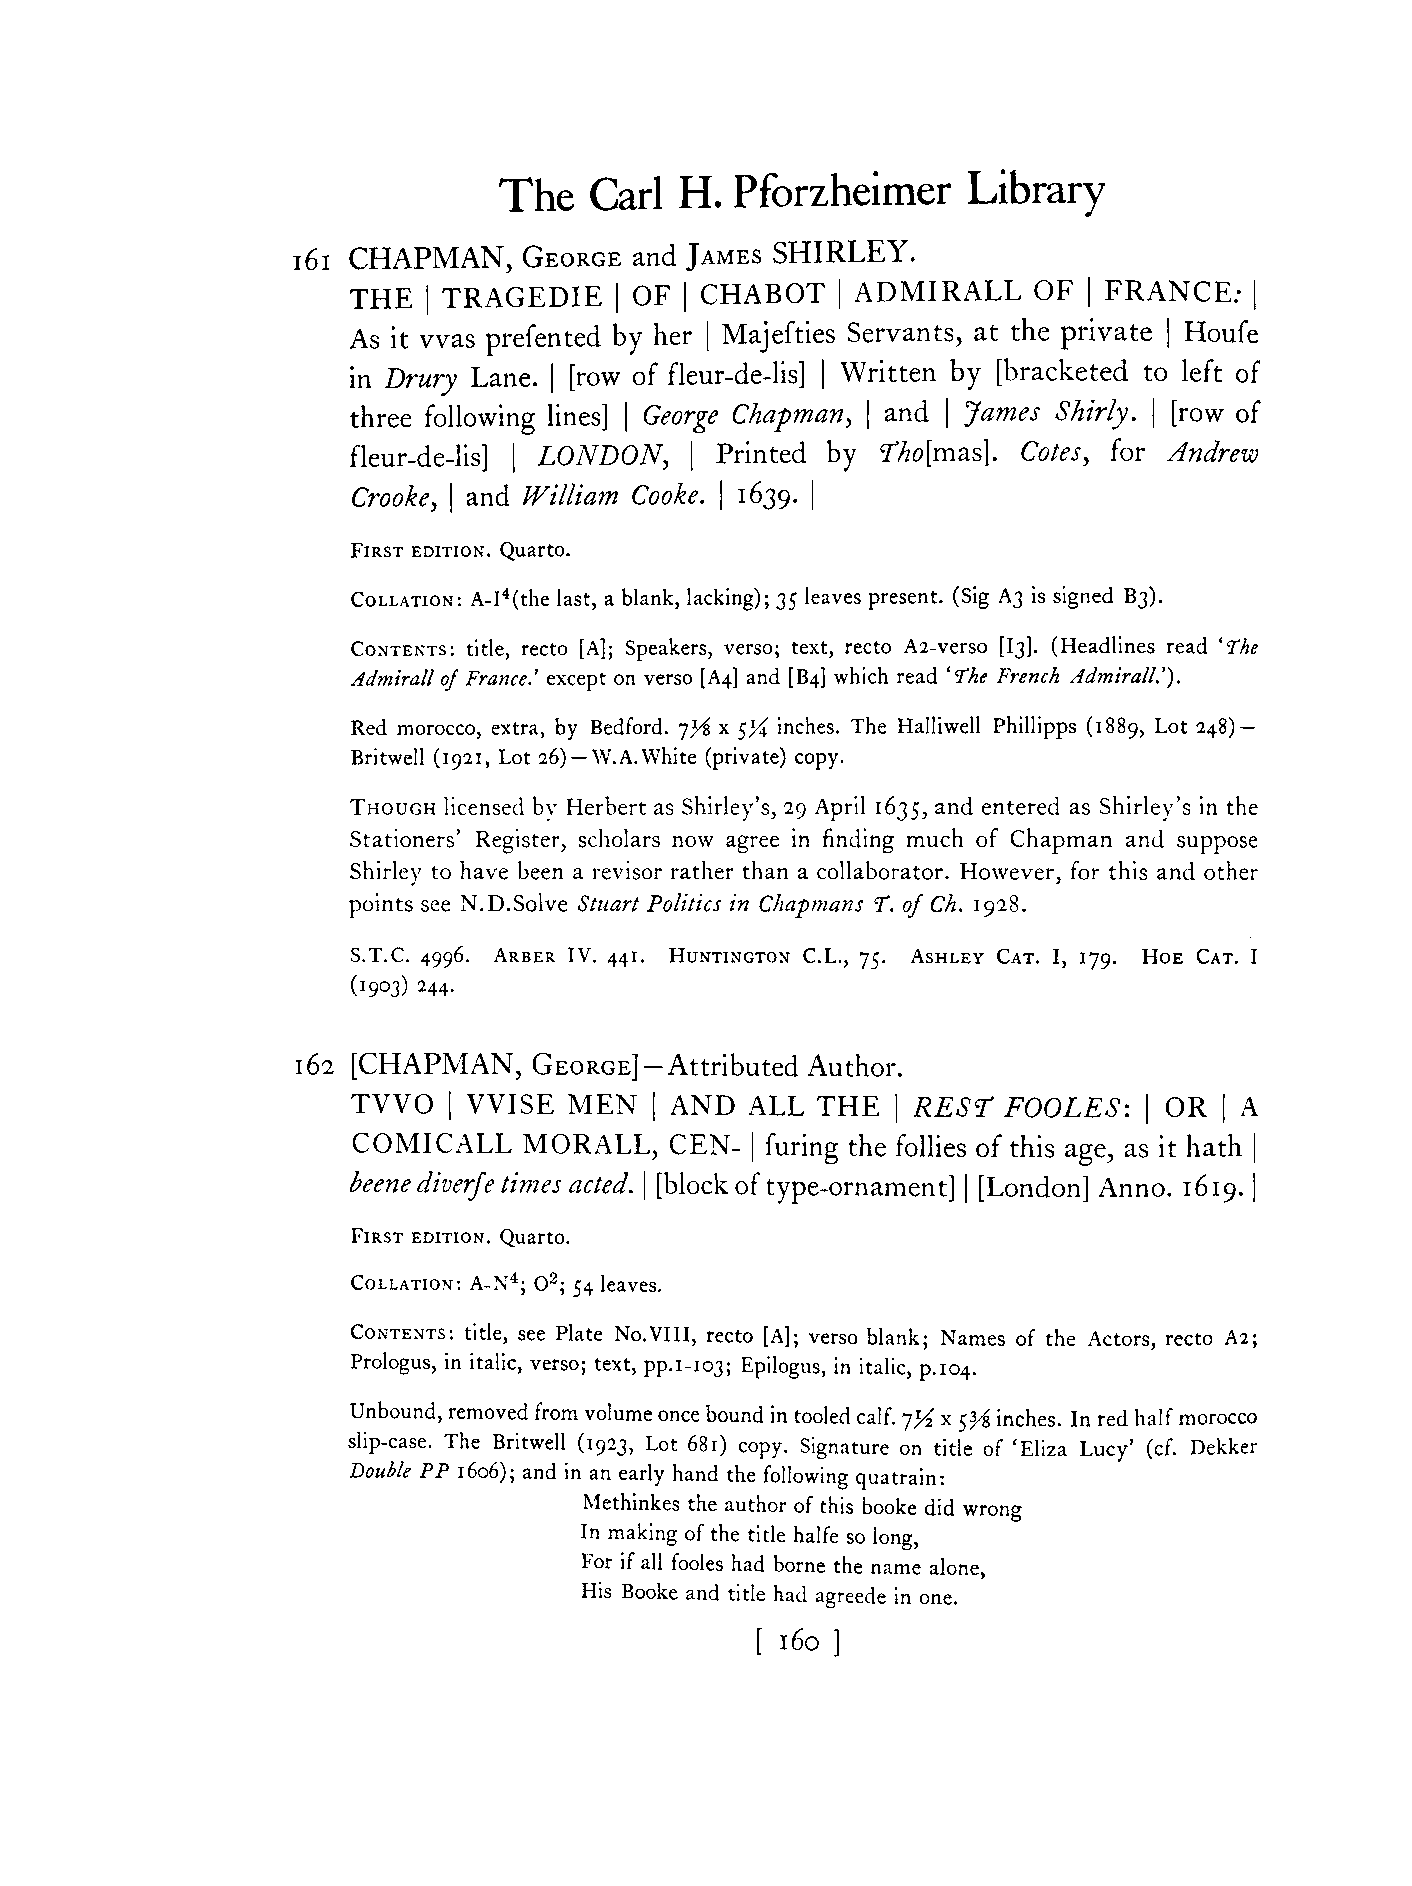 The Carl H. Pforzheimer Library
161 CHAPMAN, GEORGE and JAMES SHIRLEY.
THE | TRAGEDIE | OF | CHABOT | ADMIRALL OF | FRANCE: |
As it vvas preſented by her | Majeſties Servants, at the private | Houſe
in Drury Lane. | [row of fleur-de-lis] | Written by [bracketed to left of
three following lines] | George Chapman, | and | James Shirly. | [row of
fleur-de-lis] | LONDON, | Printed by Tho[mas]. Cotes, for Andrew
Crooke, | and William Cooke. | 1639. |
FIRST EDITION. Quarto.
COLLATION: A-I⁴(the last, a blank, lacking); 35 leaves present. (Sig A3 is signed B3).
CONTENTS: title, recto [A]; Speakers, verso; text, recto A2-verso [I3]. (Headlines read ‘The
Admirall of France.’ except on verso [A4] and [B4] which read ‘The French Admirall.’).
Red morocco, extra, by Bedford. 7⅛ x 5¼ inches. The Halliwell Phillipps (1889, Lot 248)—
Britwell (1921, Lot 26)—W.A.White (private) copy.
THOUGH licensed by Herbert as Shirley’s, 29 April 1635, and entered as Shirley’s in the
Stationers’ Register, scholars now agree in finding much of Chapman and suppose
Shirley to have been a revisor rather than a collaborator. However, for this and other
points see N.D.Solve Stuart Politics in Chapmans T. of Ch. 1928.
S.T.C. 4996. ARBER IV. 441. HUNTINGTON C.L., 75. ASHLEY CAT. I, 179. HOE CAT. I
(1903) 244.
162 [CHAPMAN, GEORGE]—Attributed Author.
TVVO | VVISE MEN | AND ALL THE | REST FOOLES: | OR | A
COMICALL MORALL, CEN- | ſuring the follies of this age, as it hath |
beene diverſe times acted. | [block of type-ornament] | [London] Anno. 1619. |
FIRST EDITION. Quarto.
COLLATION: A-N⁴; O²; 54 leaves.
CONTENTS: title, see Plate No.VIII, recto [A]; verso blank; Names of the Actors, recto A2;
Prologus, in italic, verso; text, pp.1-103; Epilogus, in italic, p.104.
Unbound, removed from volume once bound in tooled calf. 7½ x 5⅜ inches. In red half morocco
slip-case. The Britwell (1923, Lot 681) copy. Signature on title of ‘Eliza Lucy’ (cf. Dekker
Double PP 1606); and in an early hand the following quatrain:
Methinkes the author of this booke did wrong
In making of the title halfe so long,
For if all fooles had borne the name alone,
His Booke and title had agreede in one.
[ 160 ]